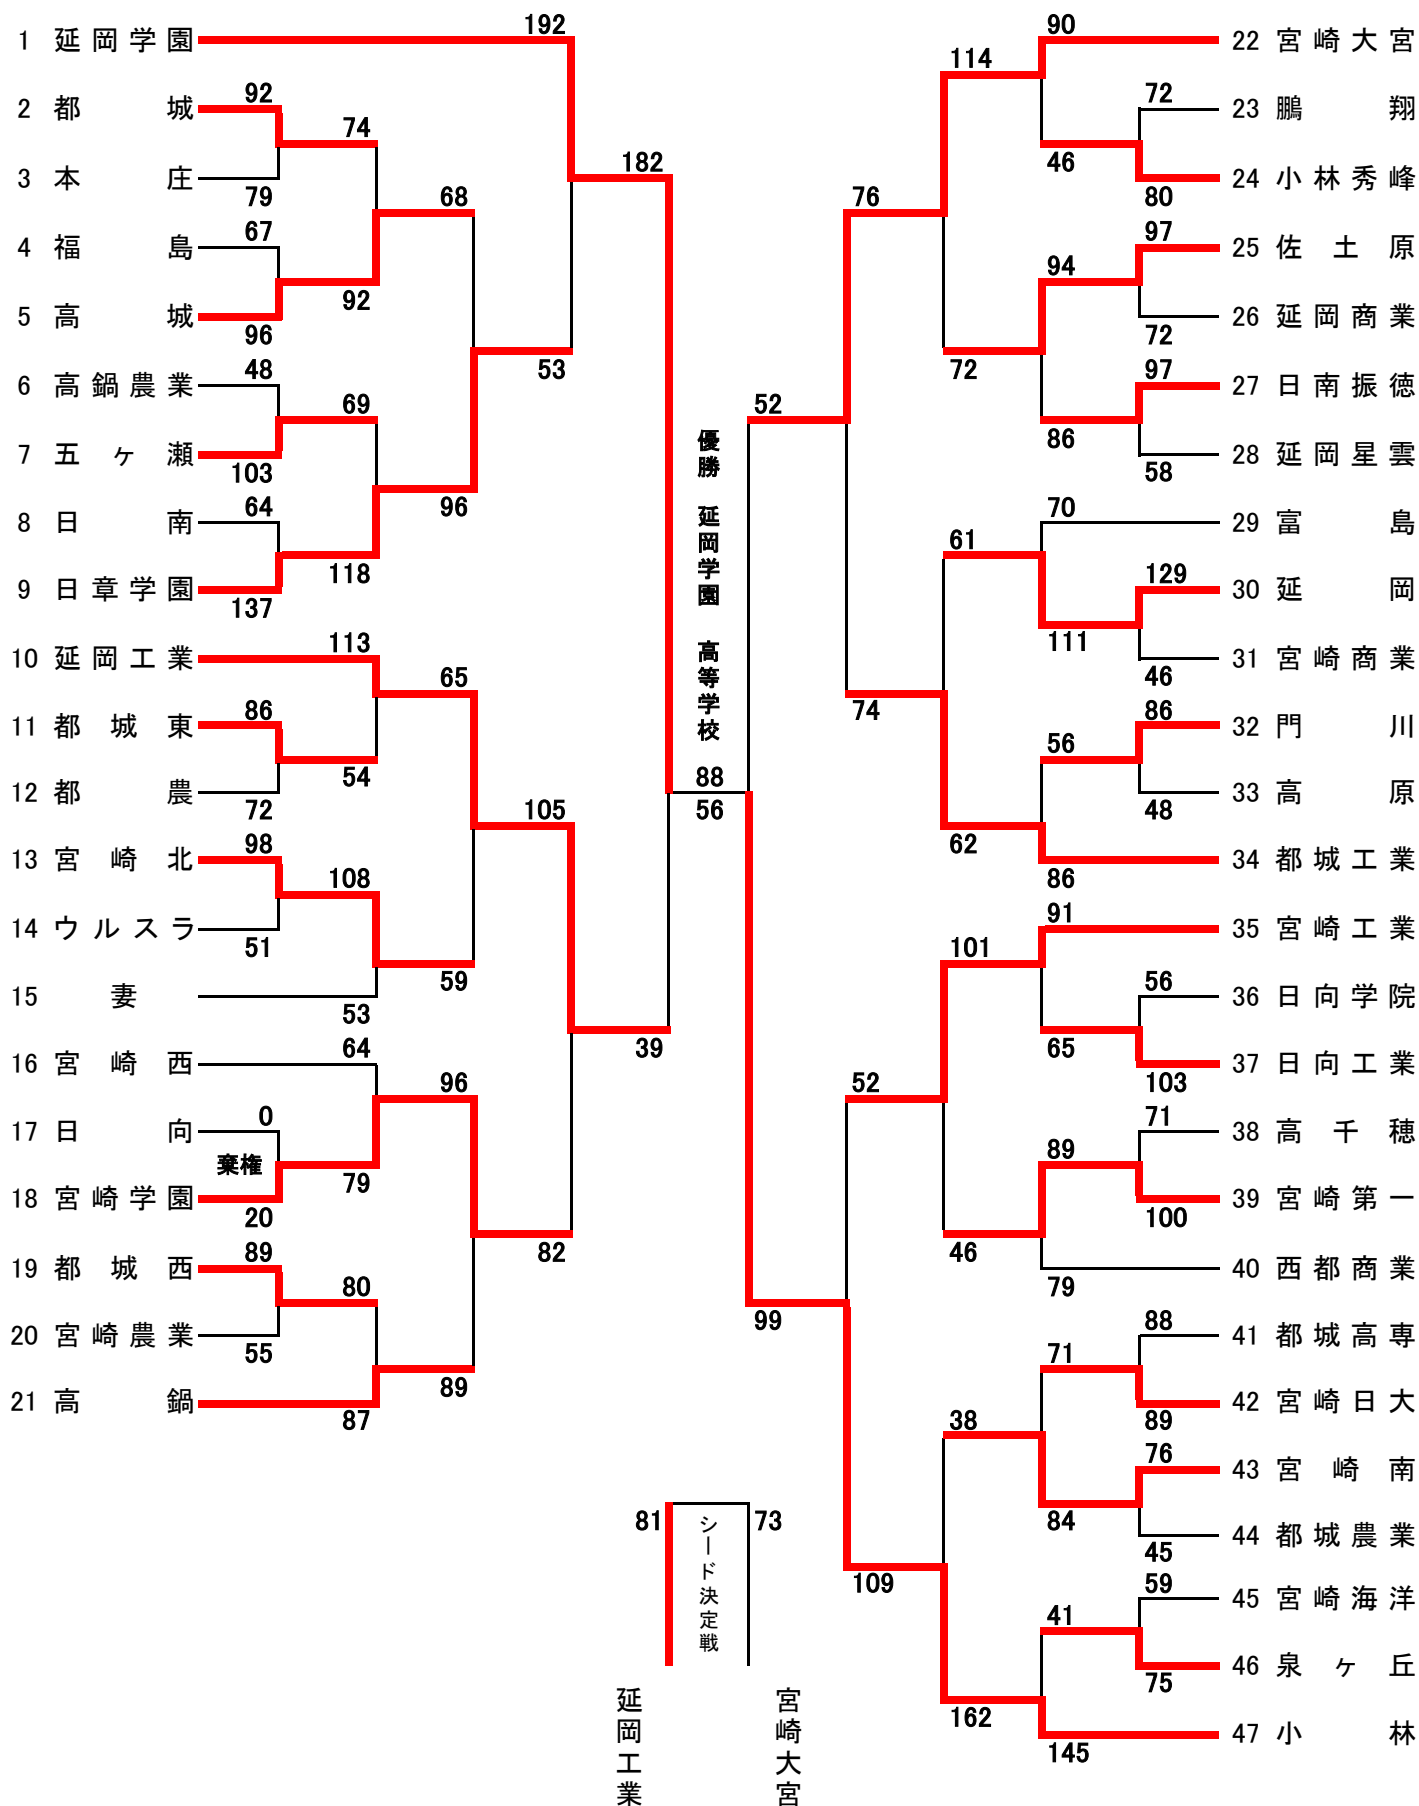 192
1 延岡学園
92
2 都城
74
3 本庄
79
182
67
68
4 福島
92
5 高城
96
48
53
6 高鍋農業
69
7 五ヶ瀬
103
64
96
8 日南
118
9 日章学園
137
113
10 延岡工業
65
86
11 都城東
54
12 都農
72
98
105
13 宮崎北
108
14 ウルスラ
51
59
15 妻
53
64
39
16 宮崎西
96
0
17 日向
棄権
79
18 宮崎学園
20
89
82
19 都城西
80
20 宮崎農業
55
89
21 高鍋
87
優勝 延岡学園 高等学校
88
56
90
22 宮崎大宮
114
72
23 鵬翔
46
24 小林秀峰
80
76
97
25 佐土原
94
26 延岡商業
72
72
97
27 日南振徳
52
86
28 延岡星雲
58
70
29 富島
61
129
30 延岡
111
31 宮崎商業
46
74
86
32 門川
56
33 高原
48
62
34 都城工業
86
91
35 宮崎工業
101
56
36 日向学院
65
37 日向工業
103
52
71
38 高千穂
89
39 宮崎第一
100
46
40 西都商業
79
99
88
41 都城高専
71
42 宮崎日大
89
38
76
43 宮崎南
84
44 都城農業
45
109
59
45 宮崎海洋
41
46 泉ヶ丘
75
162
47 小林
145
81
シード決定戦
73
延岡工業
宮崎大宮